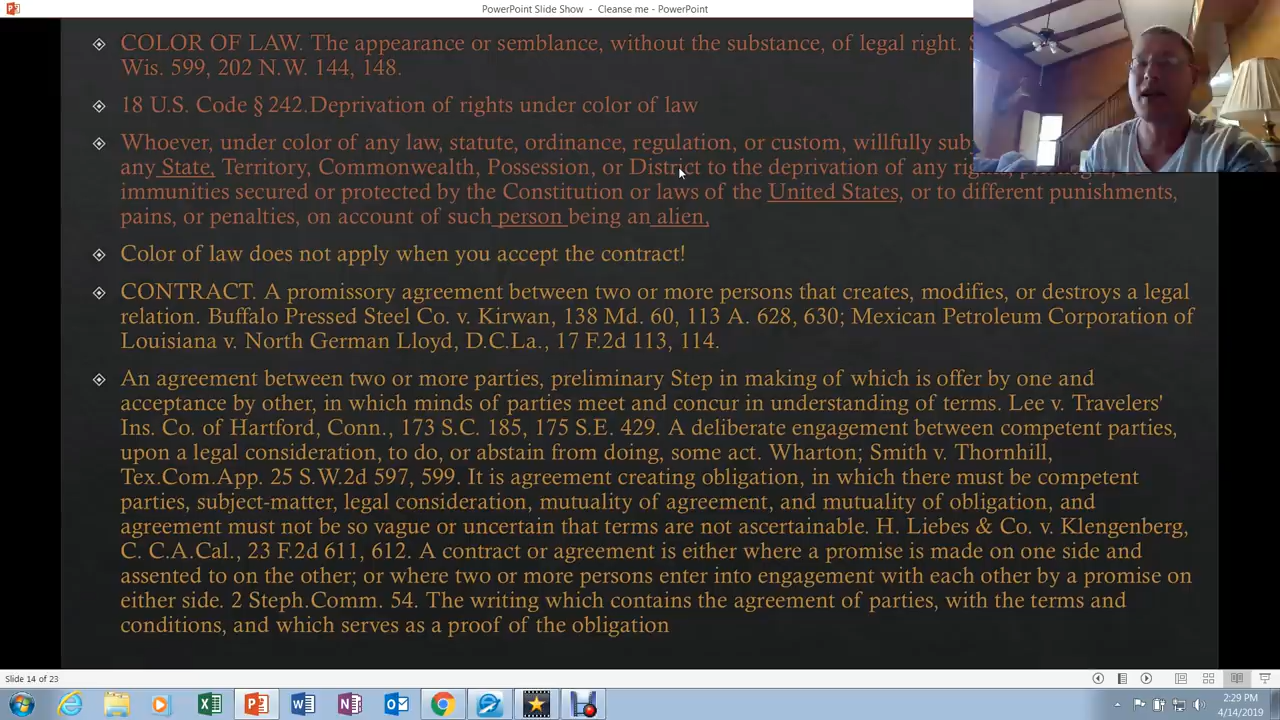 PowerPoint Slide Show - Cleanse me - PowerPoint
COLOR OF LAW. The appearance or semblance, without the substance, of legal right.
Wis. 599, 202 N.W. 144, 148.
18 U.S. Code § 242.Deprivation of rights under color of law
Whoever, under color of any law, statute, ordinance, regulation, or custom, willfully
any State, Territory, Commonwealth, Possession, or District to the deprivation of any
immunities secured or protected by the Constitution or laws of the United States, or to different punishments,
pains, or penalties, on account of such person being an alien,
Color of law does not apply when you accept the contract!
CONTRACT. A promissory agreement between two or more persons that creates, modifies, or destroys a legal
relation. Buffalo Pressed Steel Co. v. Kirwan, 138 Md. 60, 113 A. 628, 630; Mexican Petroleum Corporation of
Louisiana v. North German Lloyd, D.C.La., 17 F.2d 113, 114.
An agreement between two or more parties, preliminary Step in making of which is offer by one and
acceptance by other, in which minds of parties meet and concur in understanding of terms. Lee v. Travelers'
Ins. Co. of Hartford, Conn., 173 S.C. 185, 175 S.E. 429. A deliberate engagement between competent parties,
upon a legal consideration, to do, or abstain from doing, some act. Wharton; Smith v. Thornhill,
Tex.Com.App. 25 S.W.2d 597, 599. It is agreement creating obligation, in which there must be competent
parties, subject-matter, legal consideration, mutuality of agreement, and mutuality of obligation, and
agreement must not be so vague or uncertain that terms are not ascertainable. H. Liebes & Co. v. Klengenberg,
C. C.A.Cal., 23 F.2d 611, 612. A contract or agreement is either where a promise is made on one side and
assented to on the other; or where two or more persons enter into engagement with each other by a promise on
either side. 2 Steph.Comm. 54. The writing which contains the agreement of parties, with the terms and
conditions, and which serves as a proof of the obligation
Slide 14 of 23
2:29 PM
4/14/2019